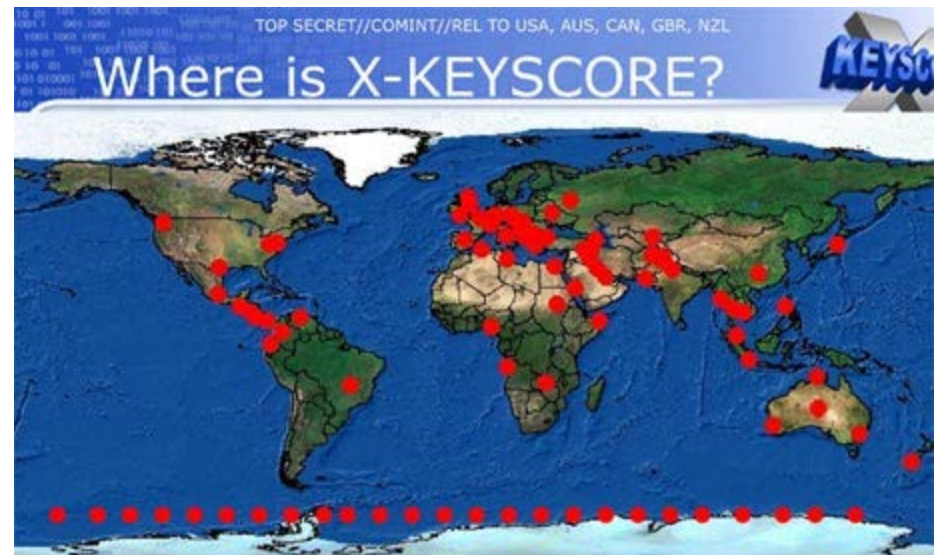 TOP SECRET//COMINT//REL TO USA, AUS, CAN, GBR, NZL
Where is X-KEYSCORE?